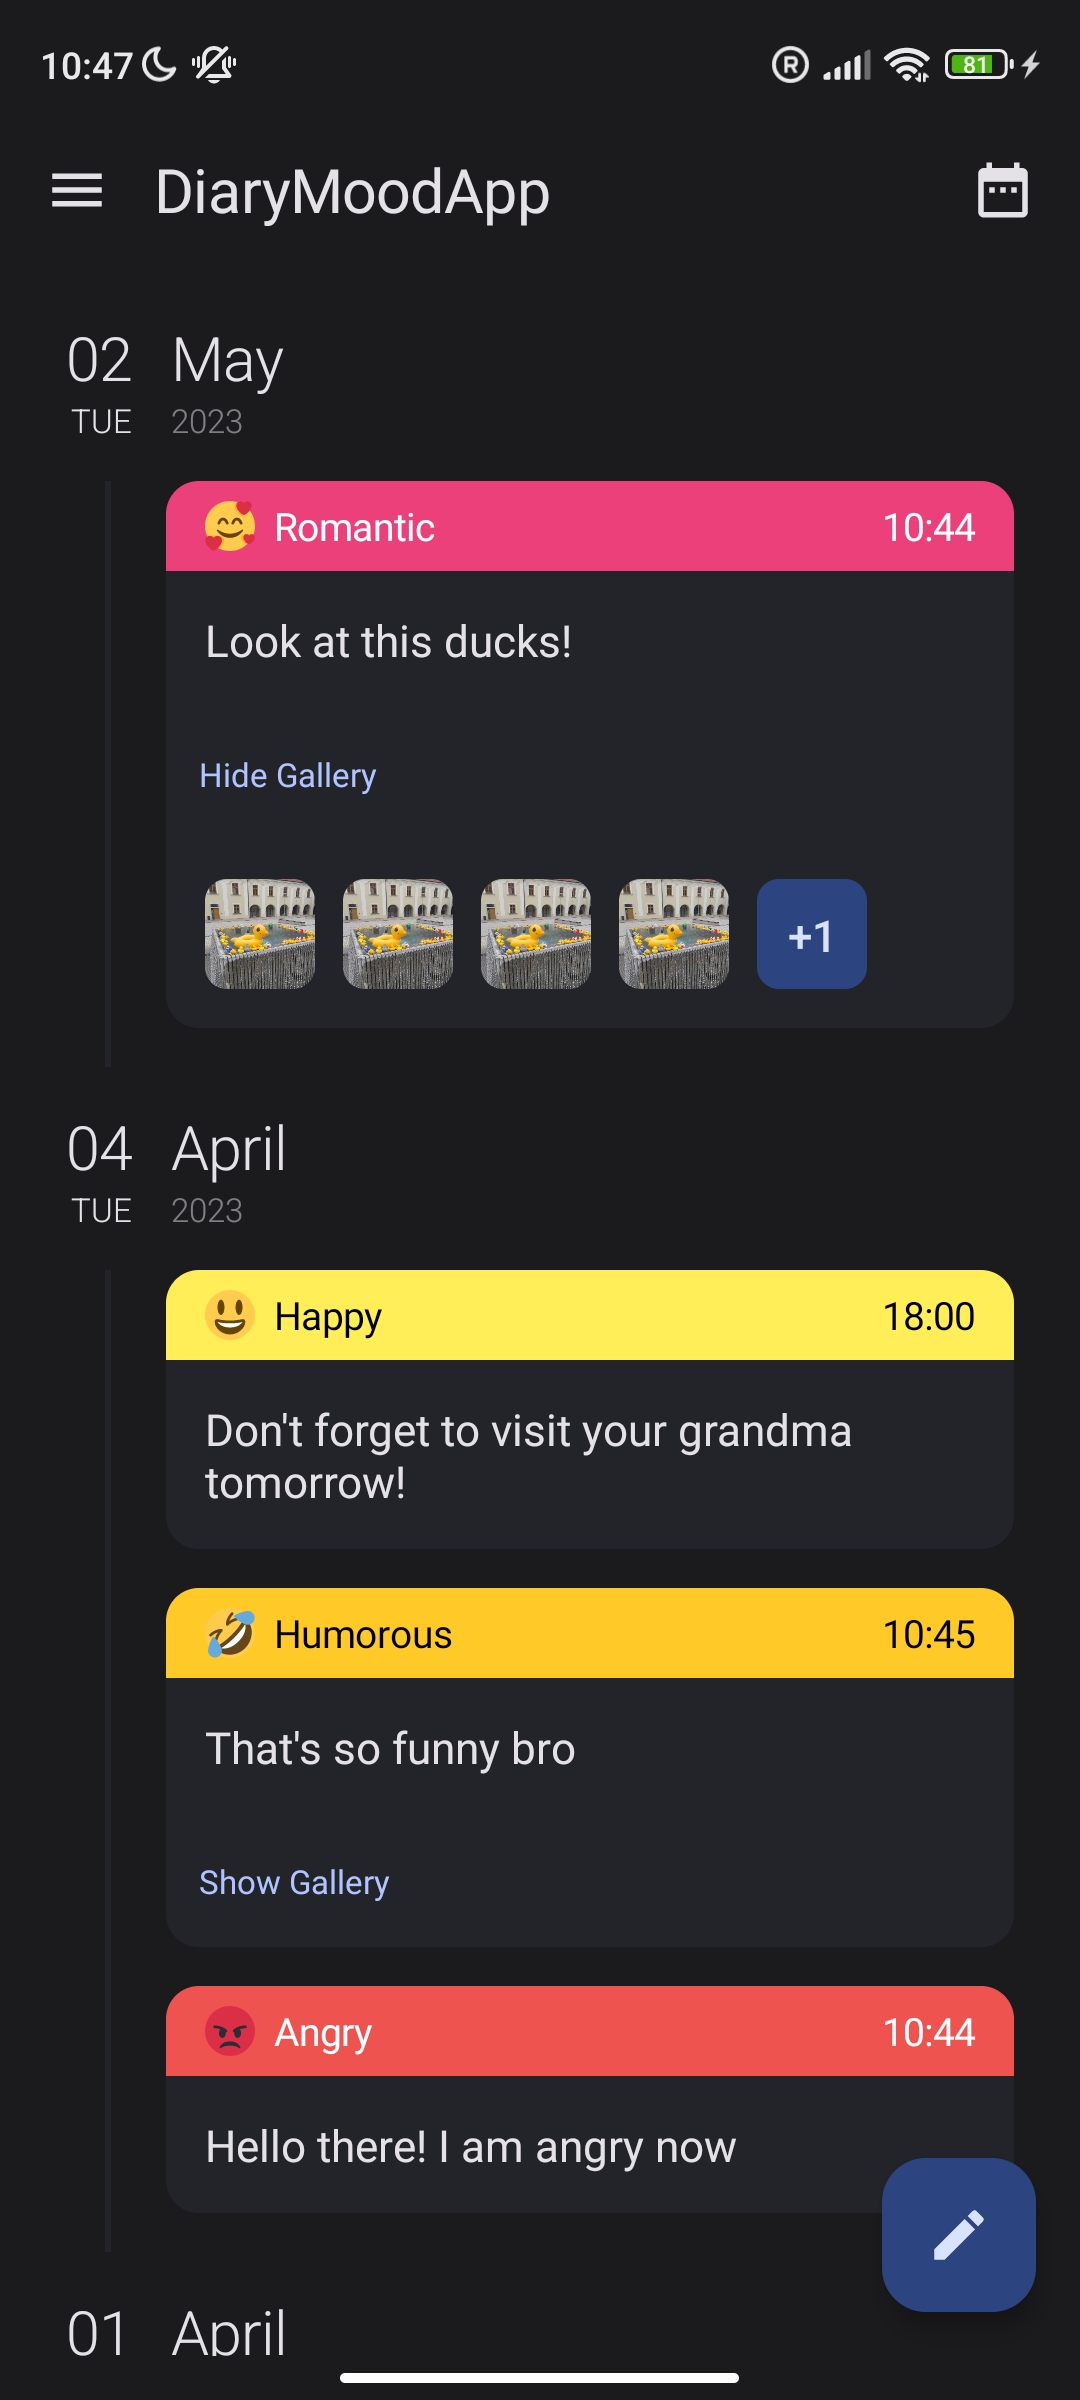 10:47
R
81
DiaryMoodApp
02 May
TUE 2023
Romantic 10:44
Look at this ducks!
Hide Gallery
+1
04 April
TUE 2023
Happy 18:00
Don't forget to visit your grandma
tomorrow!
Humorous 10:45
That's so funny bro
Show Gallery
Angry 10:44
Hello there! I am angry now
01 April